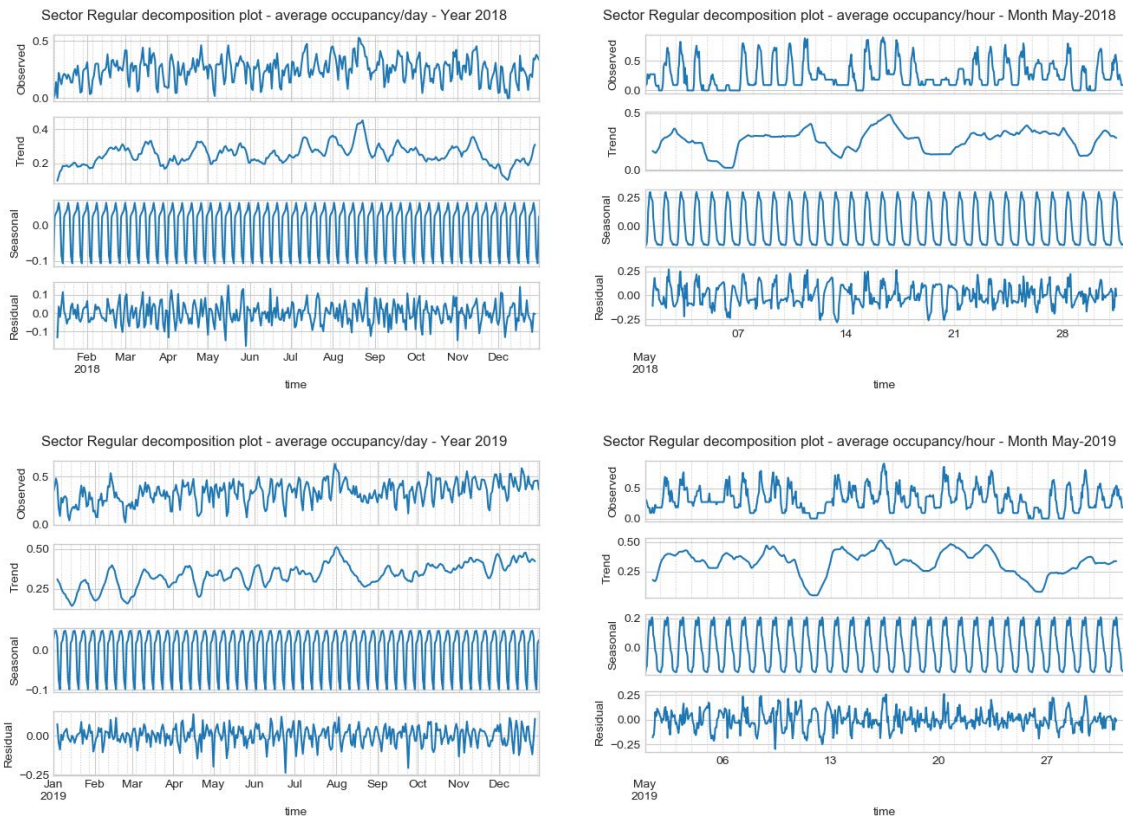 Sector Regular decomposition plot - average occupancy/day - Year 2018
Observed
0.5
0.0
Trend
0.4
0.2
Seasonal
0.0
−0.1
Residual
0.1
0.0
−0.1
Feb Mar Apr May Jun Jul Aug Sep Oct Nov Dec
2018
time
Sector Regular decomposition plot - average occupancy/hour - Month May-2018
Observed
0.5
0.0
Trend
0.5
0.0
Seasonal
0.25
0.00
Residual
0.25
0.00
−0.25
07 14 21 28
May
2018
time
Sector Regular decomposition plot - average occupancy/day - Year 2019
Observed
0.5
0.0
Trend
0.50
0.25
Seasonal
0.0
−0.1
Residual
0.00
−0.25
Jan Feb Mar Apr May Jun Jul Aug Sep Oct Nov Dec
2019
time
Sector Regular decomposition plot - average occupancy/hour - Month May-2019
Observed
0.5
0.0
Trend
0.50
0.25
Seasonal
0.2
0.0
Residual
0.25
0.00
−0.25
06 13 20 27
May
2019
time